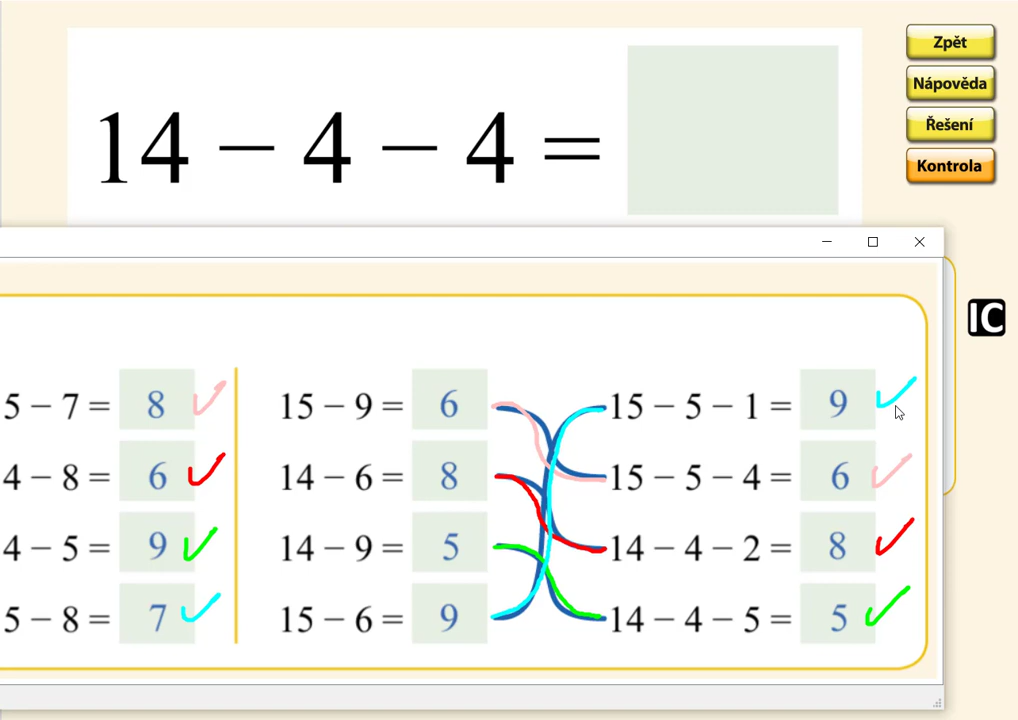 14 − 4 − 4 =
Zpět
Nápověda
Řešení
Kontrola
IC
5 − 7 = 8
15 − 9 = 6
15 − 5 − 1 = 9
4 − 8 = 6
14 − 6 = 8
15 − 5 − 4 = 6
4 − 5 = 9
14 − 9 = 5
14 − 4 − 2 = 8
5 − 8 = 7
15 − 6 = 9
14 − 4 − 5 = 5